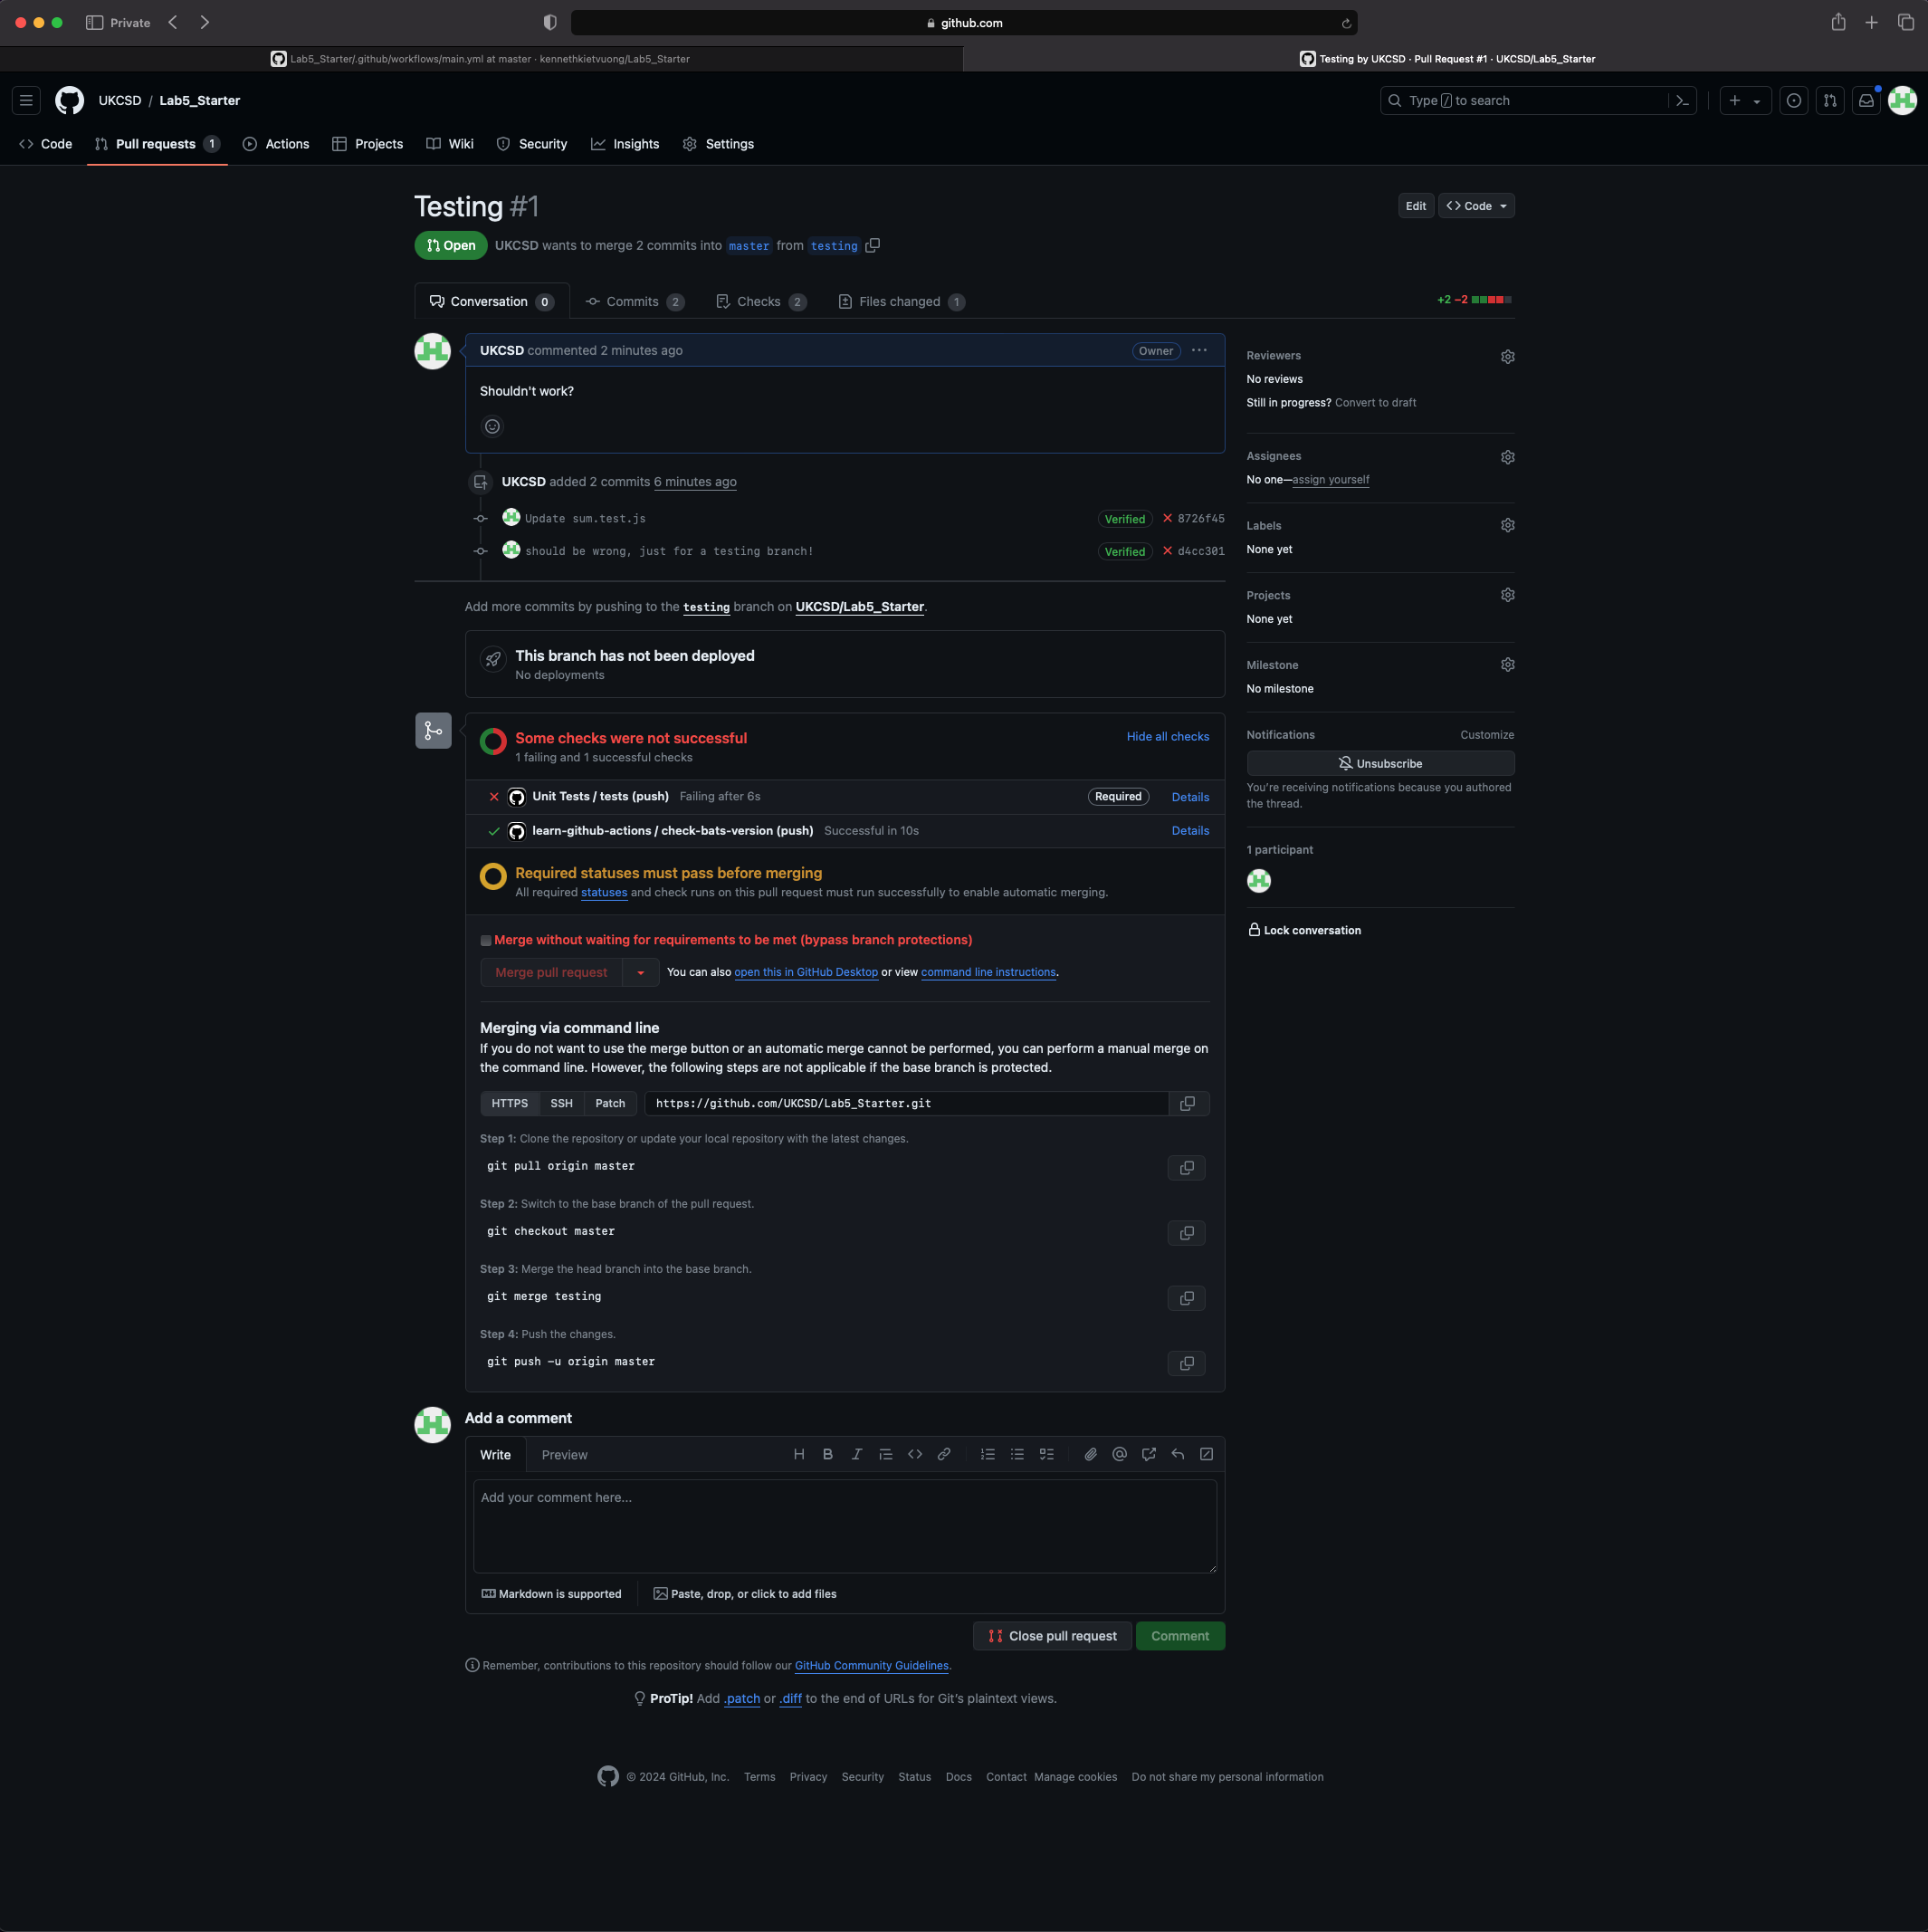 Private
github.com
Lab5_Starter/.github/workflows/main.yml at master · kennethkietvuong/Lab5_Starter
Testing by UKCSD · Pull Request #1 · UKCSD/Lab5_Starter
UKCSD / Lab5_Starter
Type / to search
Code
Pull requests 1
Actions
Projects
Wiki
Security
Insights
Settings
Testing #1
Edit
Code
Open
UKCSD wants to merge 2 commits into master from testing
Conversation 0
Commits 2
Checks 2
Files changed 1
+2 −2
UKCSD commented 2 minutes ago
Owner
Shouldn't work?
UKCSD added 2 commits 6 minutes ago
Update sum.test.js
Verified
8726f45
should be wrong, just for a testing branch!
Verified
d4cc301
Add more commits by pushing to the testing branch on UKCSD/Lab5_Starter.
This branch has not been deployed
No deployments
Some checks were not successful
1 failing and 1 successful checks
Hide all checks
Unit Tests / tests (push) Failing after 6s
Required
Details
learn-github-actions / check-bats-version (push) Successful in 10s
Details
Required statuses must pass before merging
All required statuses and check runs on this pull request must run successfully to enable automatic merging.
Merge without waiting for requirements to be met (bypass branch protections)
Merge pull request
You can also open this in GitHub Desktop or view command line instructions.
Merging via command line
If you do not want to use the merge button or an automatic merge cannot be performed, you can perform a manual merge on
the command line. However, the following steps are not applicable if the base branch is protected.
HTTPS
SSH
Patch
https://github.com/UKCSD/Lab5_Starter.git
Step 1: Clone the repository or update your local repository with the latest changes.
git pull origin master
Step 2: Switch to the base branch of the pull request.
git checkout master
Step 3: Merge the head branch into the base branch.
git merge testing
Step 4: Push the changes.
git push -u origin master
Add a comment
Write
Preview
Add your comment here...
Markdown is supported
Paste, drop, or click to add files
Close pull request
Comment
Remember, contributions to this repository should follow our GitHub Community Guidelines.
ProTip! Add .patch or .diff to the end of URLs for Git's plaintext views.
Reviewers
No reviews
Still in progress? Convert to draft
Assignees
No one—assign yourself
Labels
None yet
Projects
None yet
Milestone
No milestone
Notifications
Customize
Unsubscribe
You're receiving notifications because you authored
the thread.
1 participant
Lock conversation
© 2024 GitHub, Inc.
Terms
Privacy
Security
Status
Docs
Contact
Manage cookies
Do not share my personal information